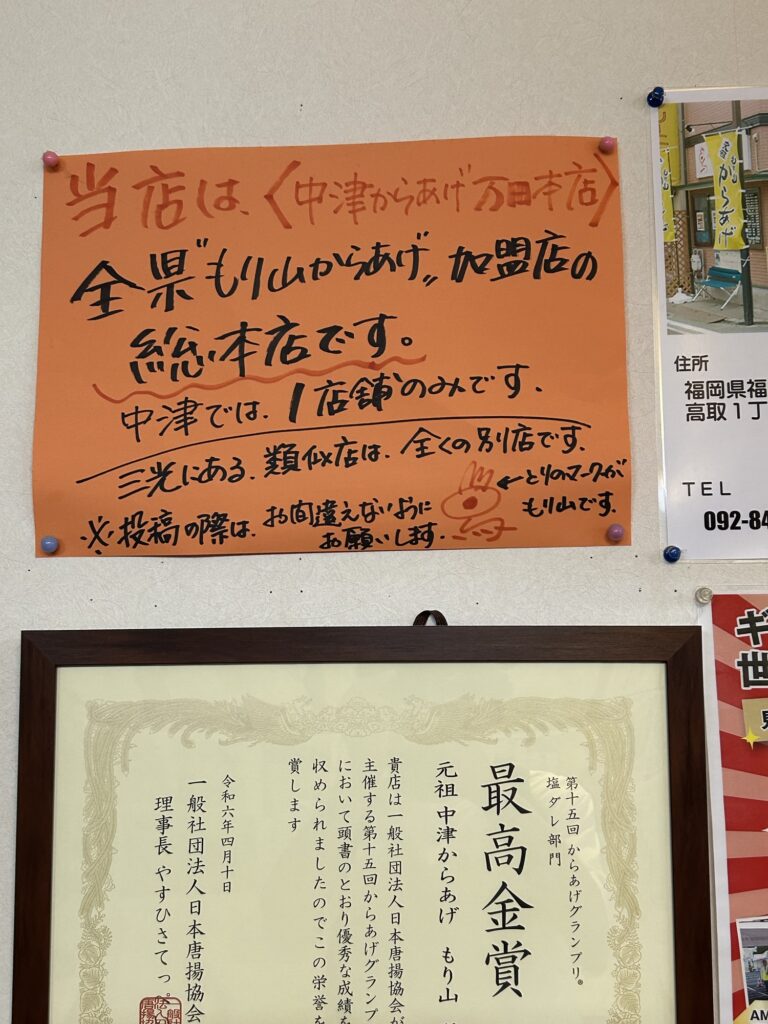 当店は、〈中津からあげ万田本店〉
全県"もり山からあげ"加盟店の
総本店です。
中津では、1店舗のみです、
三光にある、類似店は、全くの別店です、
←とりのマークが
もり山です、
※投稿の際は、お間違えないように
お願いします、
もり山
からあげ
住所
福岡県福
高取1丁
TEL
092-84
第十五回 からあげグランプリ®
塩ダレ部門
最高金賞
元祖 中津からあげ もり山
貴店は一般社団法人日本唐揚協会が
主催する第十五回からあげグランプ
において頭書のとおり優秀な成績を
収められましたのでこの栄誉を
賞します
令和六年四月十日
一般社団法人日本唐揚協会
理事長 やすひさてっ。
ギ
世
AM